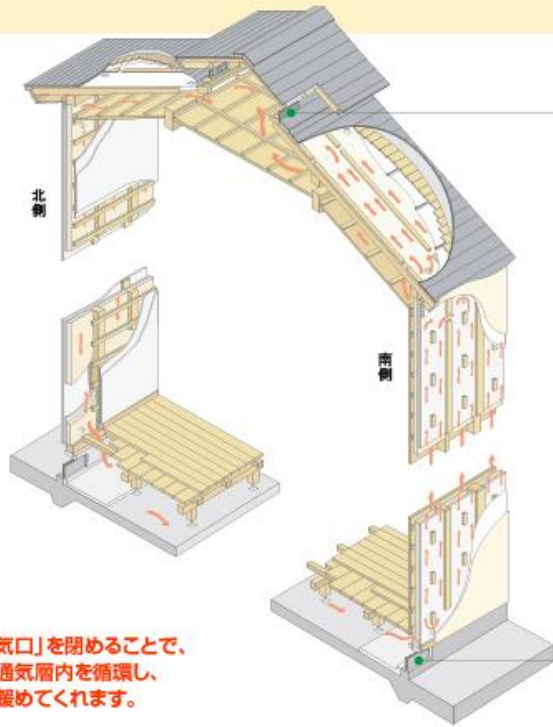 北側
南側
気口」を閉めることで、
通気層内を循環し、
暖めてくれます。